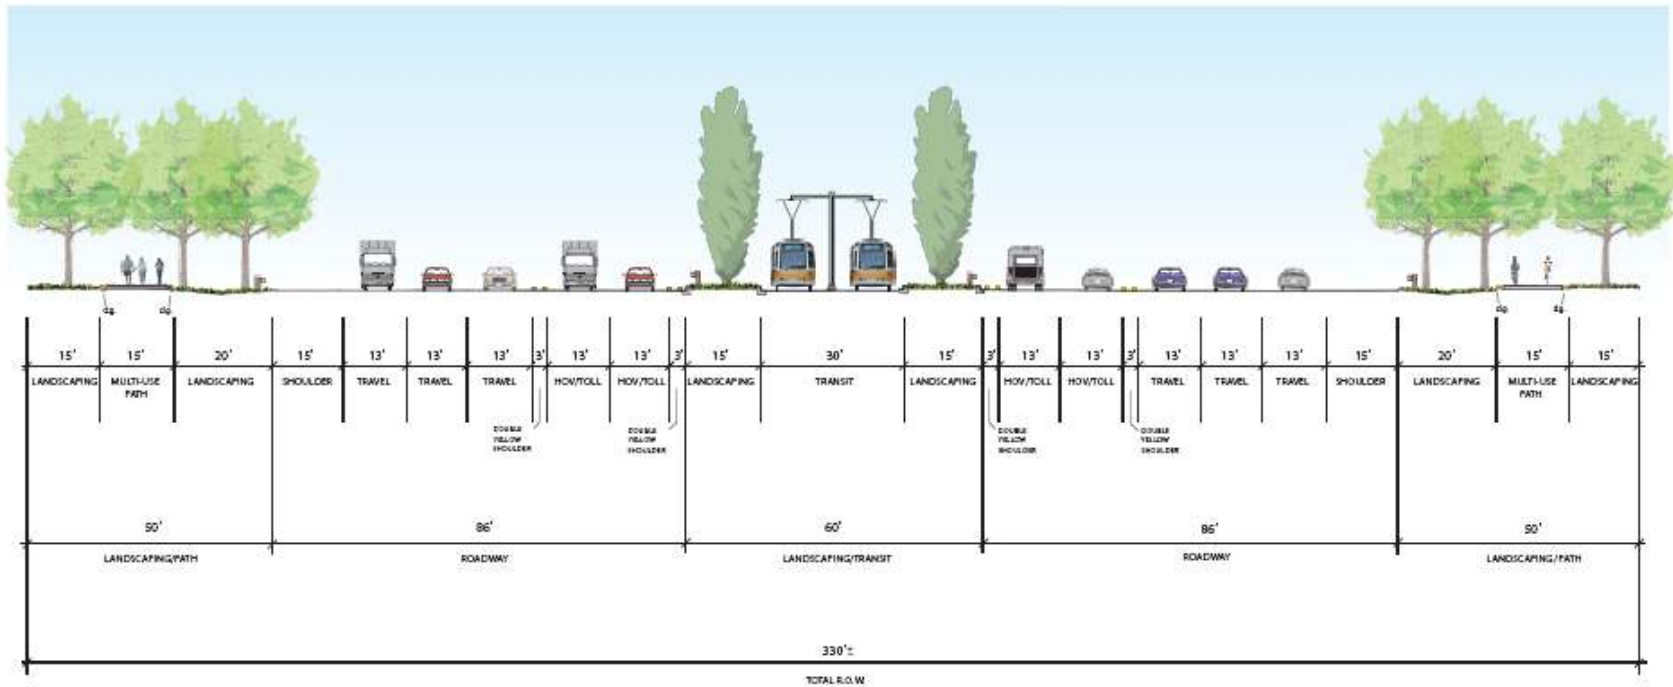 dg. dg. dg. dg.
15' 15' 20' 15' 13' 13' 13' 3' 13' 13' 3' 15' 30' 15' 3' 13' 13' 3' 13' 13' 13' 15' 20' 15' 15'
LANDSCAPING MULTI-USE LANDSCAPING SHOULDER TRAVEL TRAVEL TRAVEL HOV/TOLL HOV/TOLL LANDSCAPING TRANSIT LANDSCAPING HOV/TOLL HOV/TOLL TRAVEL TRAVEL TRAVEL SHOULDER LANDSCAPING MULTI-USE LANDSCAPING
PATH PATH
DOUBLE DOUBLE DOUBLE DOUBLE
YELLOW YELLOW YELLOW YELLOW
SHOULDER SHOULDER SHOULDER SHOULDER
50' 86' 60' 86' 50'
LANDSCAPING/PATH ROADWAY LANDSCAPING/TRANSIT ROADWAY LANDSCAPING/PATH
330'±
TOTAL R.O.W.